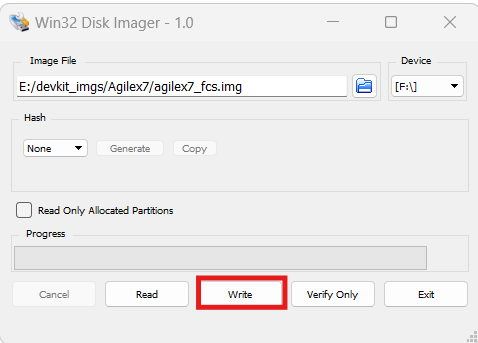 Win32 Disk Imager - 1.0
Image File
Device
E:/devkit_imgs/Agilex7/agilex7_fcs.img
[F:\]
Hash
None
Generate
Copy
Read Only Allocated Partitions
Progress
Cancel
Read
Write
Verify Only
Exit